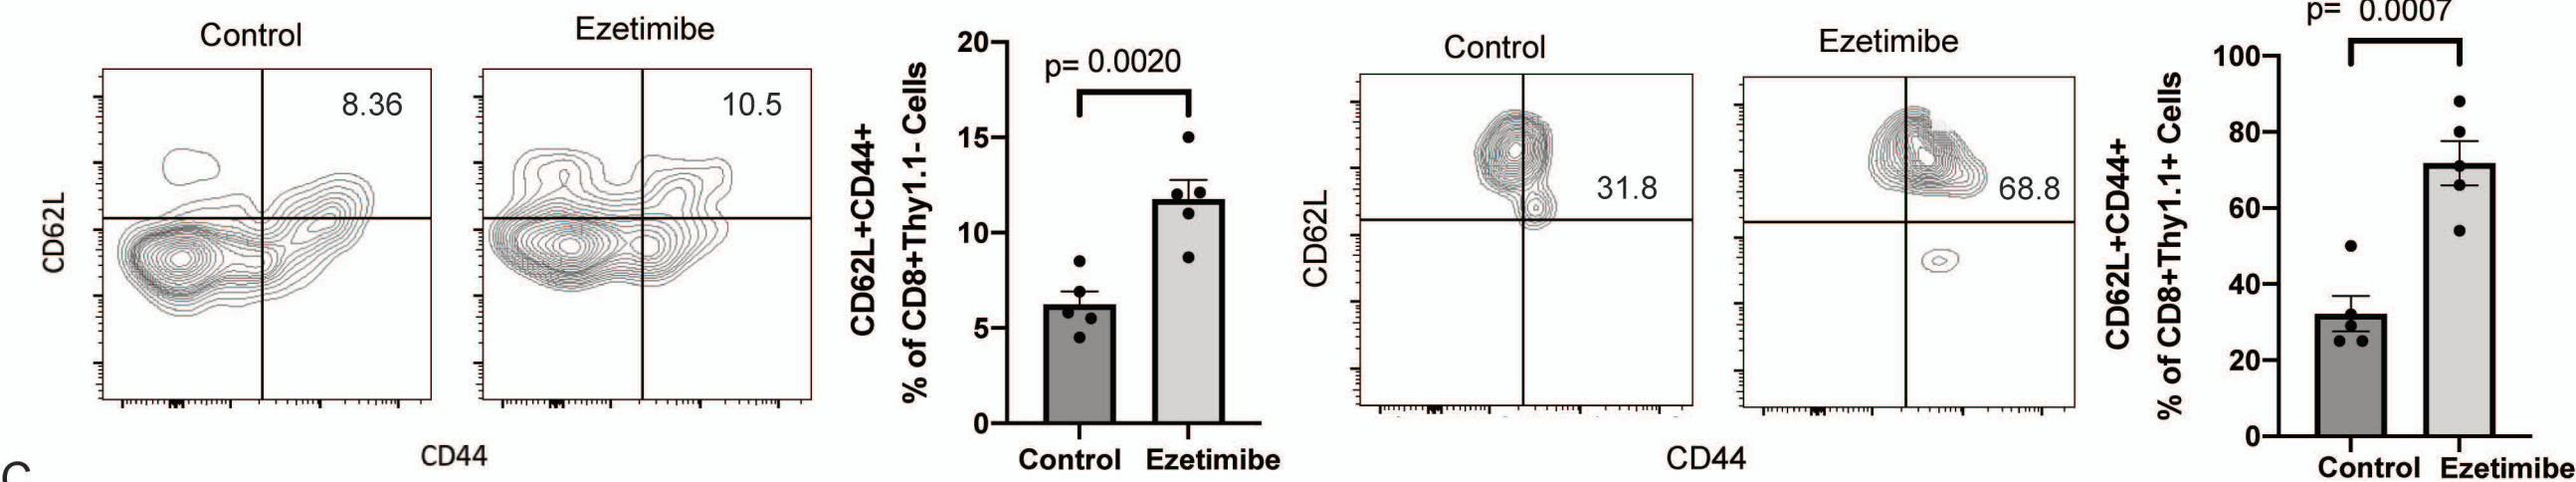 Control
Ezetimibe
8.36
10.5
CD62L
CD44
CD62L+CD44+
% of CD8+Thy1.1- Cells
20
15
10
5
0
p= 0.0020
Control Ezetimibe
Control
Ezetimibe
31.8
68.8
CD62L
CD44
CD62L+CD44+
% of CD8+Thy1.1+ Cells
p= 0.0007
100
80
60
40
20
0
Control Ezetimibe